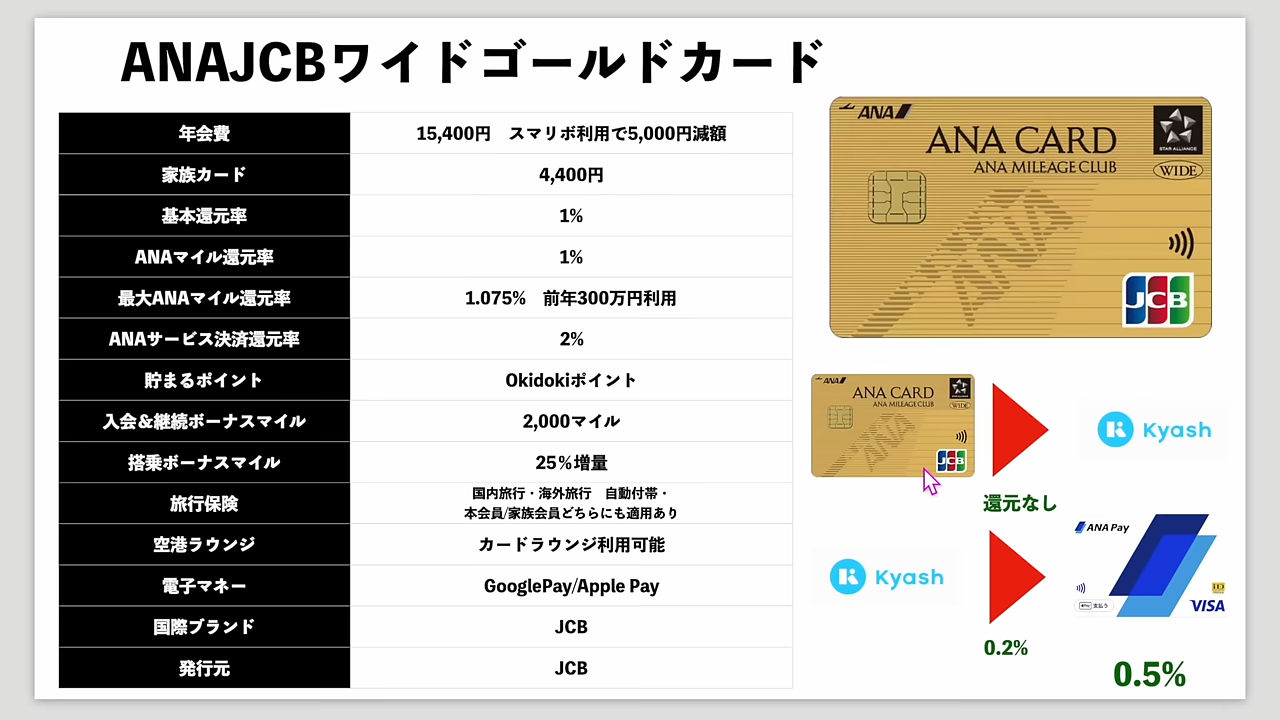 ANAJCBワイドゴールドカード
年会費 15,400円 スマリボ利用で5,000円減額
家族カード 4,400円
基本還元率 1%
ANAマイル還元率 1%
最大ANAマイル還元率 1.075% 前年300万円利用
ANAサービス決済還元率 2%
貯まるポイント Okidokiポイント
入会&継続ボーナスマイル 2,000マイル
搭乗ボーナスマイル 25%増量
旅行保険 国内旅行・海外旅行 自動付帯・
本会員/家族会員どちらにも適用あり
空港ラウンジ カードラウンジ利用可能
電子マネー GooglePay/Apple Pay
国際ブランド JCB
発行元 JCB
ANA
ANA CARD
ANA MILEAGE CLUB
STAR ALLIANCE
WIDE
JCB
ANA
ANA CARD
ANA MILEAGE CLUB
WIDE
JCB
Kyash
還元なし
Kyash
0.2%
ANA Pay
Pay 支払う
VISA
0.5%